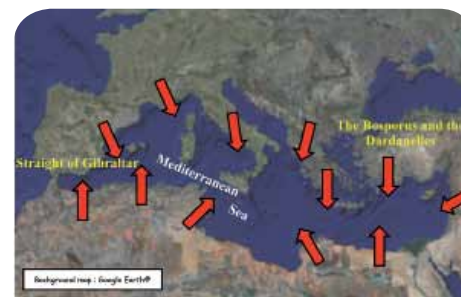 The Bosporus and the
Dardanelles
Straight of Gibraltar
Mediterranean
Sea
Background map : Google Earth®